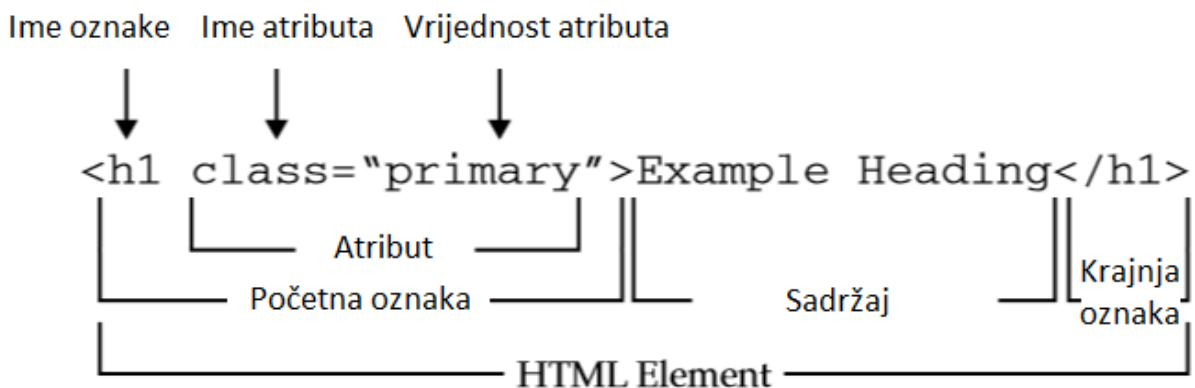 Ime oznake Ime atributa Vrijednost atributa
<h1 class=“primary”>Example Heading</h1>
Atribut
Početna oznaka
Sadržaj
Krajnja
oznaka
HTML Element